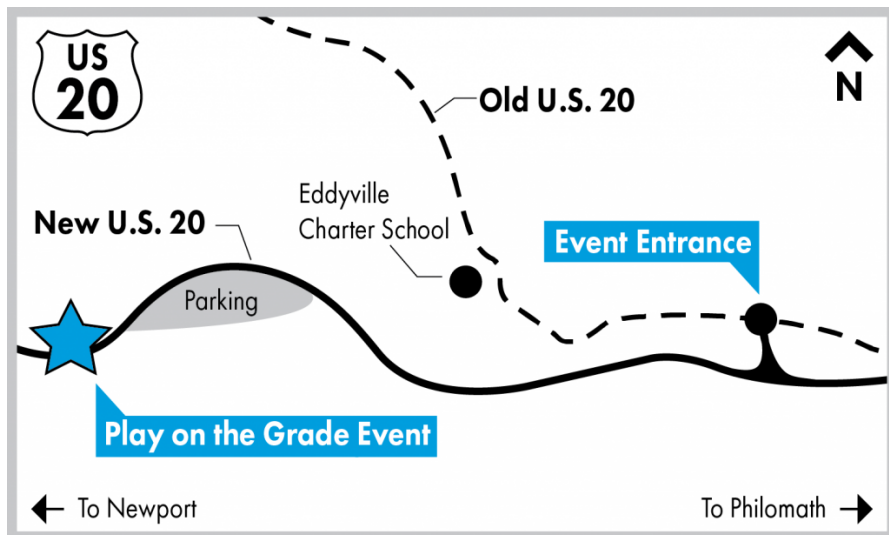 US
20
N
Old U.S. 20
Eddyville
Charter School
New U.S. 20
Event Entrance
Parking
Play on the Grade Event
To Newport
To Philomath